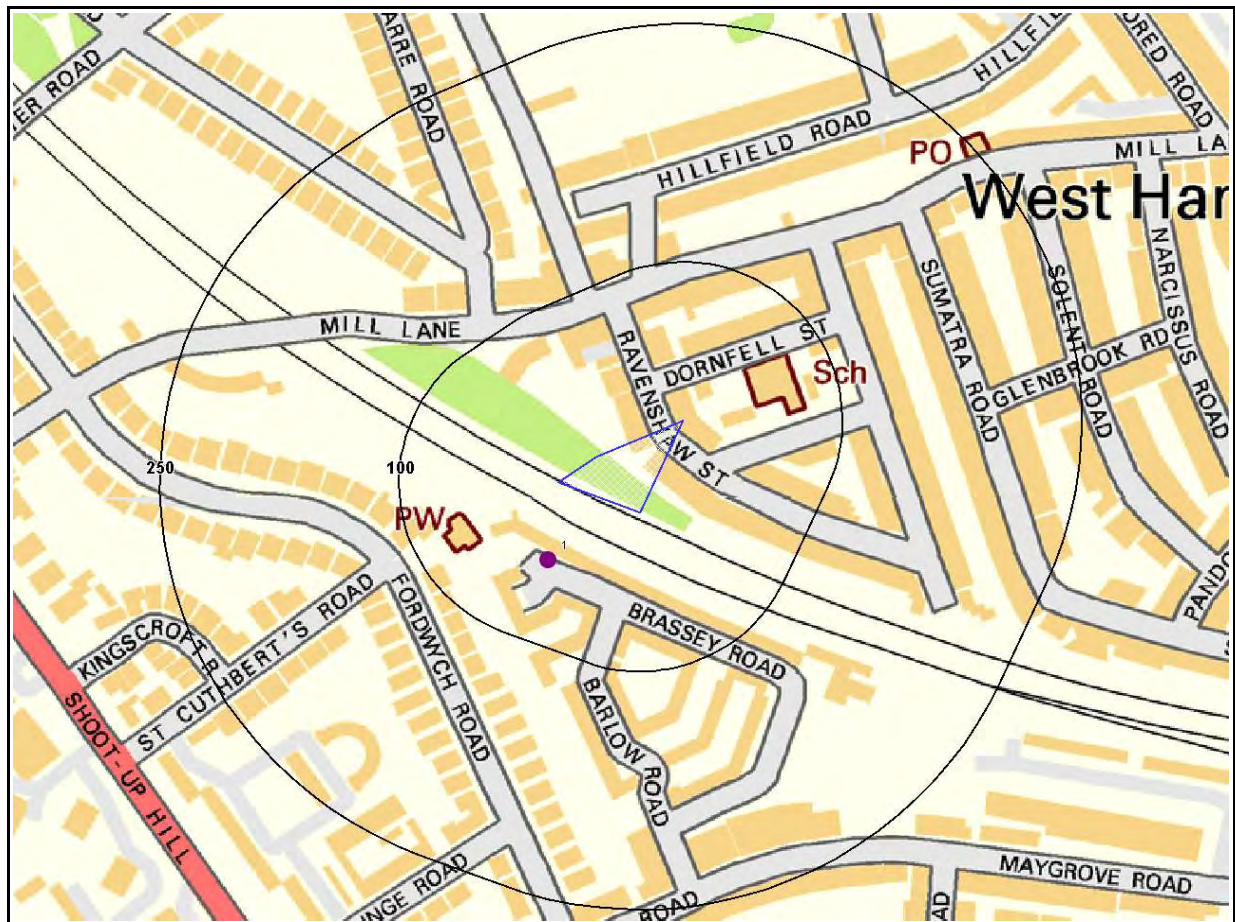 ER ROAD
ARRE ROAD
HILLFIE
ORED ROAD
HILLFIELD ROAD
PO
MILL LA
West Har
MILL LANE
RAVENSHAW ST
DORNFELL ST
Sch
SUMATRA ROAD
SOLENT ROAD
NARCISSUS ROAD
GLENBROOK RD
250
100
PW
1
FORDWYCH ROAD
BRASSEY ROAD
BARLOW ROAD
KINGSCROFT R
ST CUTHBERT'S ROAD
SHOOT-UP HILL
PANDO
NGE ROAD
ROAD
MAYGROVE ROAD
AD